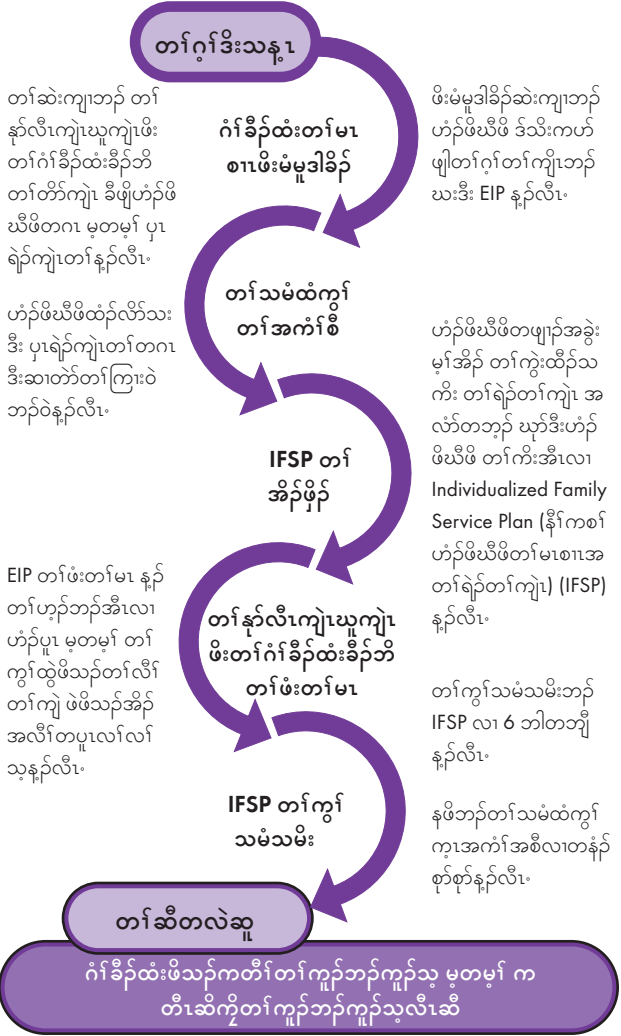 တၢ်ဂ့ၢ်ဒိးသန့ၤ
တၢ်ဆဲးကျၢဘၣ် တၢ်
နုာ်လီၤကျဲၤဃူကျဲၤဖိး
တၢ်ဂံၢ်ခီၣ်ထံးခီၣ်ဘိ
တၢ်တိာ်ကျဲၤ ခီဖျိဟံၣ်ဖိ
ဃီဖိတဂၤ မ့တမ့ၢ် ပှၤ
ရဲၣ်ကျဲၤတၢ်န့ၣ်လီၤႉ
ဂံၢ်ခီၣ်ထံးတၢ်မၤ
စၢၤဖိးမံမူဒါခိၣ်
ဖိးမံမူဒါခိၣ်ဆဲးကျၢဘၣ်
ဟံၣ်ဖိဃီဖိ ဒ်သိးကဟ်
ဖျါတၢ်ဂ့ၢ်တၢ်ကျိၤဘၣ်
ဃးဒီး EIP န့ၣ်လီၤႉ
တၢ်သမံထံကွၢ်
တၢ်အကံၢ်စီ
ဟံၣ်ဖိဃီဖိထံၣ်လိာ်သး
ဒီး ပှၤရဲၣ်ကျဲၤတၢ်တဂၤ
ဒီးဆၢတဲာ်တၢ်ကြၢးဝဲ
ဘၣ်ဝဲန့ၣ်လီၤႉ
ဟံၣ်ဖိဃီဖိတဖျၢၣ်အခွဲး
မ့ၢ်အိၣ် တၢ်ကွဲးထီၣ်သ
ကိး တၢ်ရဲၣ်တၢ်ကျဲၤ အ
လံာ်တဘ့ၣ် ဃုာ်ဒီးဟံၣ်
ဖိဃီဖိ တၢ်ကိးအီၤလၢ
Individualized Family
Service Plan (နီၢ်ကစၢ်
ဟံၣ်ဖိဃီဖိတၢ်မၤစၢၤအ
တၢ်ရဲၣ်တၢ်ကျဲၤ) (IFSP)
န့ၣ်လီၤႉ
IFSP တၢ်
အိၣ်ဖှိၣ်
EIP တၢ်ဖံးတၢ်မၤ န့ၣ်
တၢ်ဟ့ၣ်ဘၣ်အီၤလၢ
ဟံၣ်ပူၤ မ့တမ့ၢ် တၢ်
ကွၢ်ထွဲဖိသၣ်တၢ်လီၢ်
တၢ်ကျဲ ဖဲဖိသၣ်အိၣ်
အလီၢ်တပူၤလၢ်လၢ်
သ့န့ၣ်လီၤႉ
တၢ်နုာ်လီၤကျဲၤဃူကျဲၤ
ဖိးတၢ်ဂံၢ်ခီၣ်ထံးခီၣ်ဘိ
တၢ်ဖံးတၢ်မၤ
တၢ်ကွၢ်သမံသမိးဘၣ်
IFSP လၢ 6 ဘါတဘျီ
န့ၣ်လီၤႉ
IFSP တၢ်ကွၢ်
သမံသမိး
နဖိဘၣ်တၢ်သမံထံကွၢ်
က့ၤအကံၢ်အစီလၢတနံၣ်
စုာ်စုာ်န့ၣ်လီၤႉ
တၢ်ဆီတလဲဆူ
ဂံၢ်ခီၣ်ထံးဖိသၣ်ကတီၢ်တၢ်ကူၣ်ဘၣ်ကူၣ်သ့ မ့တမ့ၢ် က
တီၤဆိကို့တၢ်ကူၣ်ဘၣ်ကူၣ်သ့လီၤဆီ